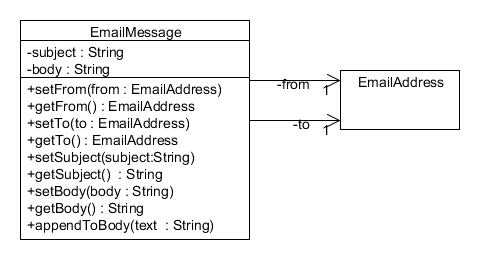 EmailMessage
-subject : String
-body : String
+setFrom(from : EmailAddress)
+getFrom() : EmailAddress
+setTo(to : EmailAddress)
+getTo() : EmailAddress
+setSubject(subject:String)
+getSubject()  : String
+setBody(body : String)
+getBody() : String
+appendToBody(text  : String)
-from
1
-to
1
EmailAddress